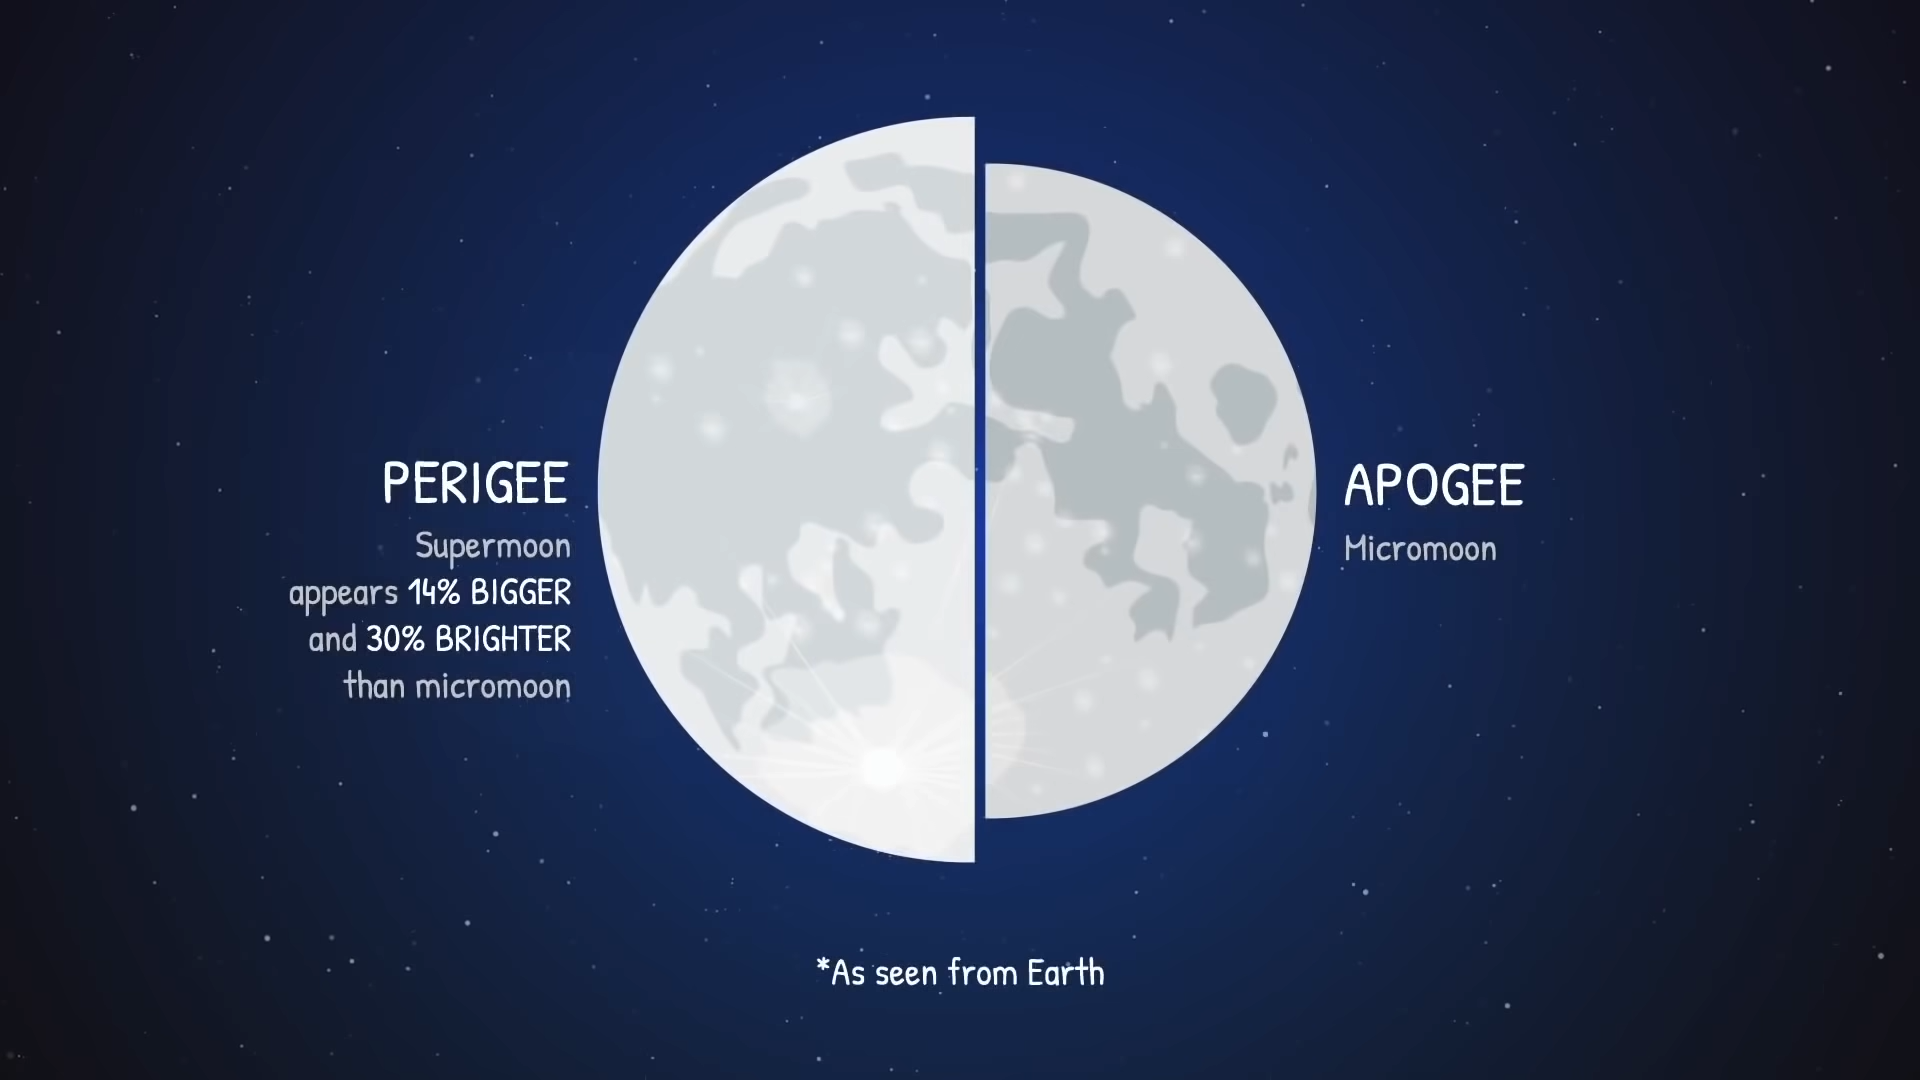 PERIGEE
Supermoon
appears 14% BIGGER
and 30% BRIGHTER
than micromoon
APOGEE
Micromoon
*As seen from Earth